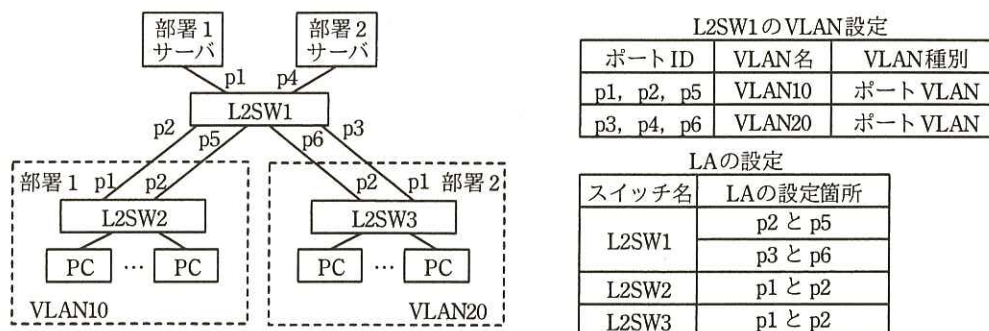 部署1
サーバ
部署2
サーバ
p1
p4
L2SW1
p2
p5
p6
p3
部署1
p1
p2
p2
p1
部署2
L2SW2
L2SW3
PC
…
PC
PC
…
PC
VLAN10
VLAN20
L2SW1のVLAN設定
ポートID VLAN名 VLAN種別
p1, p2, p5 VLAN10 ポートVLAN
p3, p4, p6 VLAN20 ポートVLAN
LAの設定
スイッチ名 LAの設定箇所
L2SW1
p2とp5
p3とp6
L2SW2 p1とp2
L2SW3 p1とp2